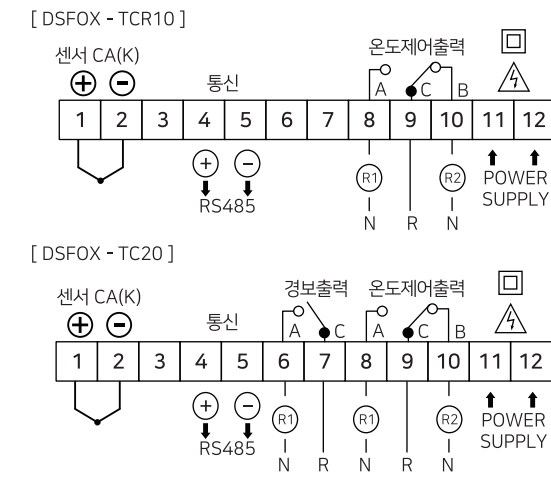 [ DSFOX - TCR10 ]
센서 CA(K)
통신
온도제어출력
+ −
A C B
1 2 3 4 5 6 7 8 9 10 11 12
+ −
RS485
R1 R2
POWER
SUPPLY
N R N
[ DSFOX - TC20 ]
센서 CA(K)
통신
경보출력
온도제어출력
+ −
A C A C B
1 2 3 4 5 6 7 8 9 10 11 12
+ −
RS485
R1 R1 R2
POWER
SUPPLY
N R N R N